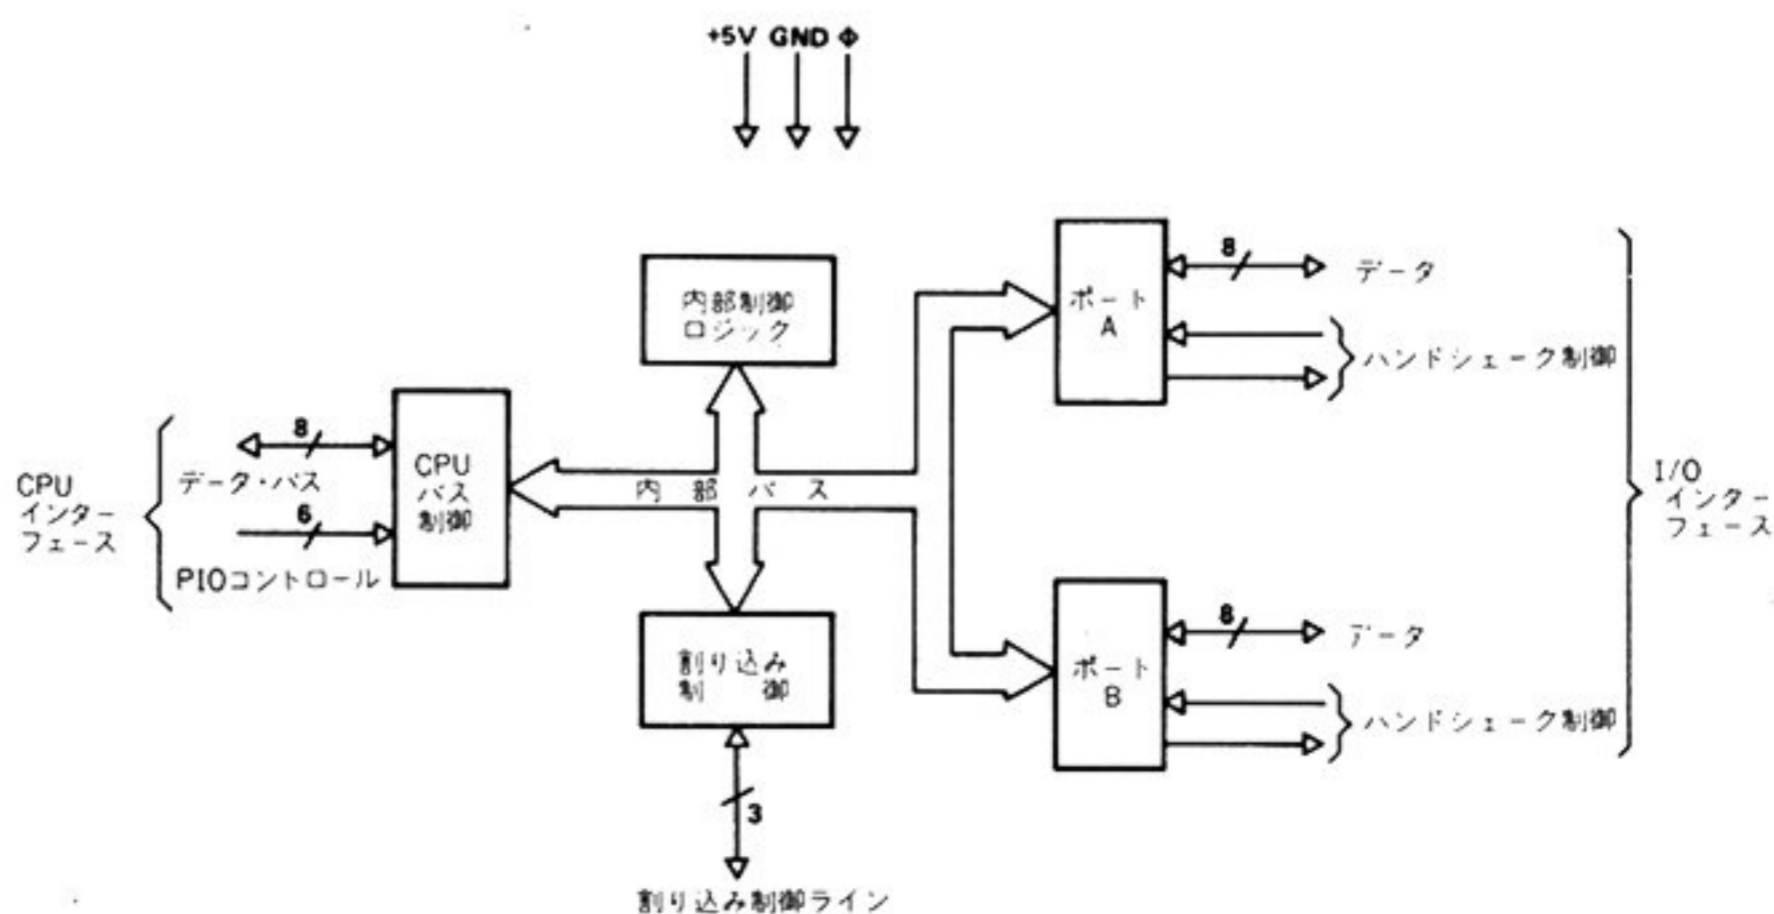 +5V GND Φ
内部制御
ロジック
ポート
A
8
データ
ハンドシェーク制御
CPU
インター
フェース
8
データ・バス
6
PIOコントロール
CPU
バス
制御
内部バス
I/O
インター
フェース
割り込み
制御
ポート
B
8
データ
ハンドシェーク制御
3
割り込み制御ライン